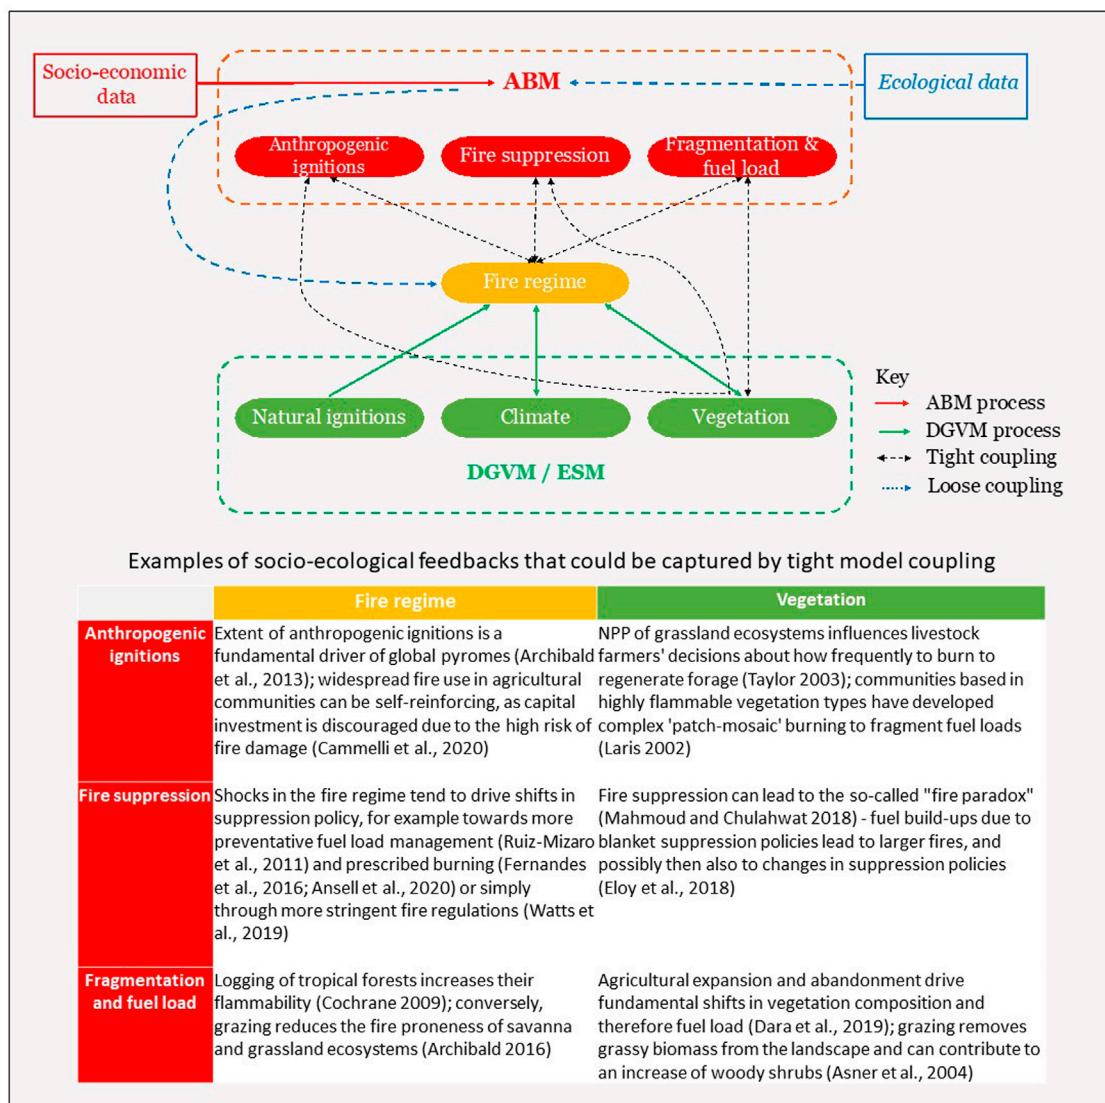 Socio-economic
data
ABM
Ecological data
Anthropogenic
ignitions
Fire suppression
Fragmentation &
fuel load
Fire regime
Natural ignitions
Climate
Vegetation
DGVM / ESM
Key
ABM process
DGVM process
Tight coupling
Loose coupling
Examples of socio-ecological feedbacks that could be captured by tight model coupling
Fire regime
Vegetation
Anthropogenic
ignitions
Extent of anthropogenic ignitions is a
fundamental driver of global pyromes (Archibald
et al., 2013); widespread fire use in agricultural
communities can be self-reinforcing, as capital
investment is discouraged due to the high risk of
fire damage (Cammelli et al., 2020)
NPP of grassland ecosystems influences livestock
farmers' decisions about how frequently to burn to
regenerate forage (Taylor 2003); communities based in
highly flammable vegetation types have developed
complex 'patch-mosaic' burning to fragment fuel loads
(Laris 2002)
Fire suppression
Shocks in the fire regime tend to drive shifts in
suppression policy, for example towards more
preventative fuel load management (Ruiz-Mizaro
et al., 2011) and prescribed burning (Fernandes
et al., 2016; Ansell et al., 2020) or simply
through more stringent fire regulations (Watts et
al., 2019)
Fire suppression can lead to the so-called "fire paradox"
(Mahmoud and Chulahwat 2018) - fuel build-ups due to
blanket suppression policies lead to larger fires, and
possibly then also to changes in suppression policies
(Eloy et al., 2018)
Fragmentation
and fuel load
Logging of tropical forests increases their
flammability (Cochrane 2009); conversely,
grazing reduces the fire proneness of savanna
and grassland ecosystems (Archibald 2016)
Agricultural expansion and abandonment drive
fundamental shifts in vegetation composition and
therefore fuel load (Dara et al., 2019); grazing removes
grassy biomass from the landscape and can contribute to
an increase of woody shrubs (Asner et al., 2004)